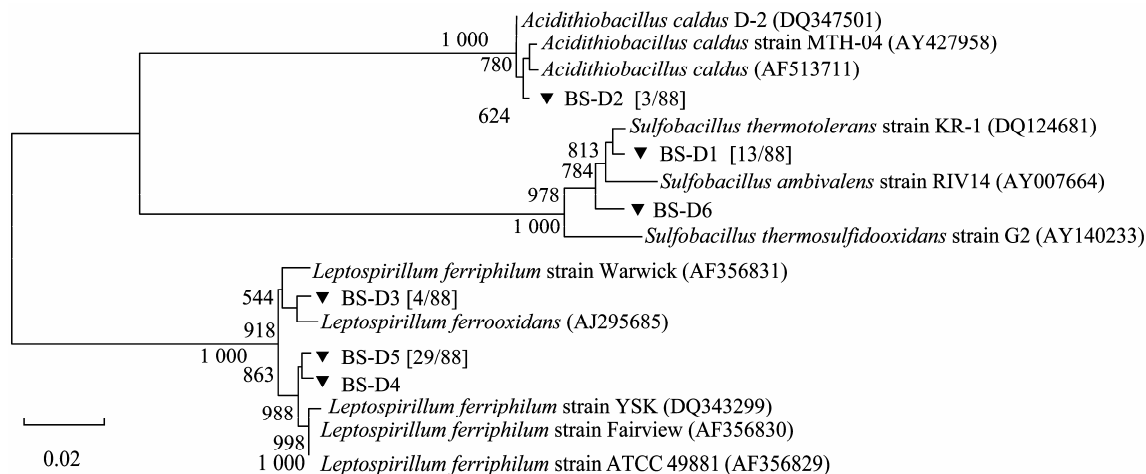 Acidithiobacillus caldus D-2 (DQ347501)
1 000
Acidithiobacillus caldus strain MTH-04 (AY427958)
780
Acidithiobacillus caldus (AF513711)
▼ BS-D2 [3/88]
624
Sulfobacillus thermotolerans strain KR-1 (DQ124681)
813
▼ BS-D1 [13/88]
784
Sulfobacillus ambivalens strain RIV14 (AY007664)
978
▼ BS-D6
1 000
Sulfobacillus thermosulfidooxidans strain G2 (AY140233)
Leptospirillum ferriphilum strain Warwick (AF356831)
544
▼ BS-D3 [4/88]
918
Leptospirillum ferrooxidans (AJ295685)
1 000
▼ BS-D5 [29/88]
863
▼ BS-D4
988
Leptospirillum ferriphilum strain YSK (DQ343299)
Leptospirillum ferriphilum strain Fairview (AF356830)
998
1 000
Leptospirillum ferriphilum strain ATCC 49881 (AF356829)
0.02